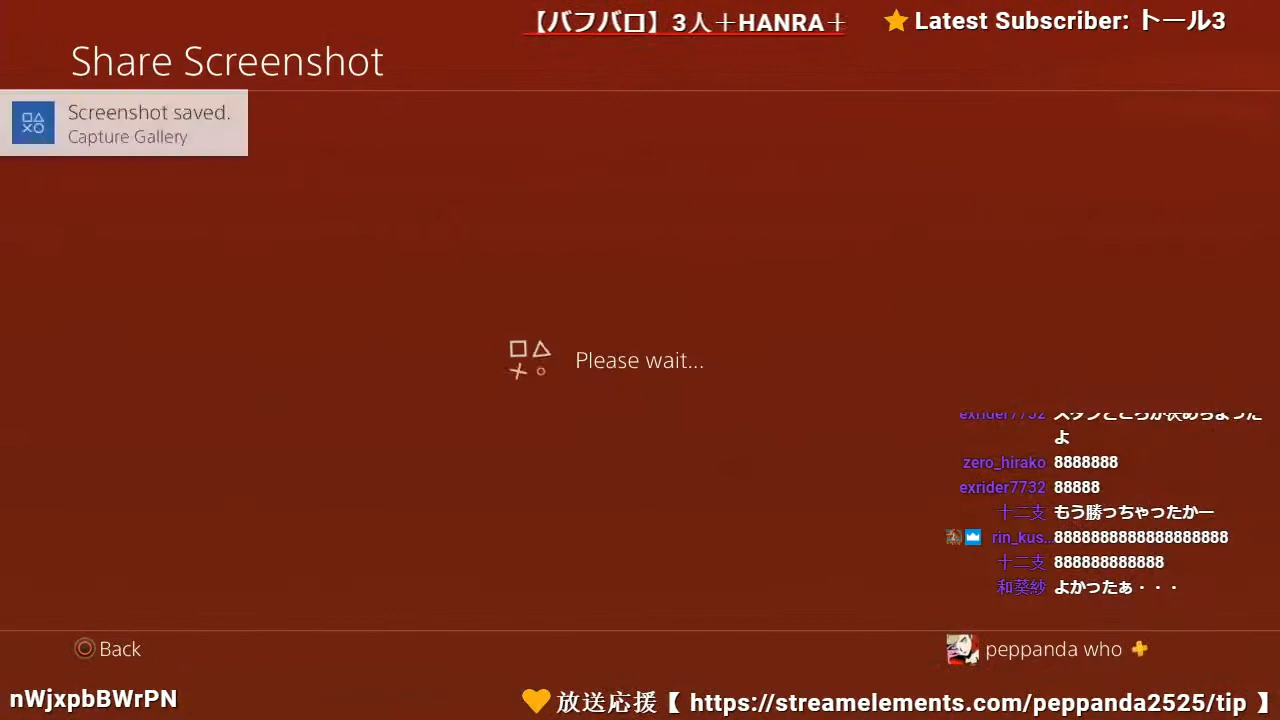 【バフバロ】3人＋HANRA＋
Latest Subscriber: トール3
Share Screenshot
Screenshot saved.
Capture Gallery
Please wait...
exrider7732
よ
zero_hirako 8888888
exrider7732 88888
十二支 もう勝っちゃったかー
rin_kus... 8888888888888888888
十二支 888888888888
和葵紗 よかったぁ・・・
Back
peppanda who
nWjxpbBWrPN
放送応援【 https://streamelements.com/peppanda2525/tip 】